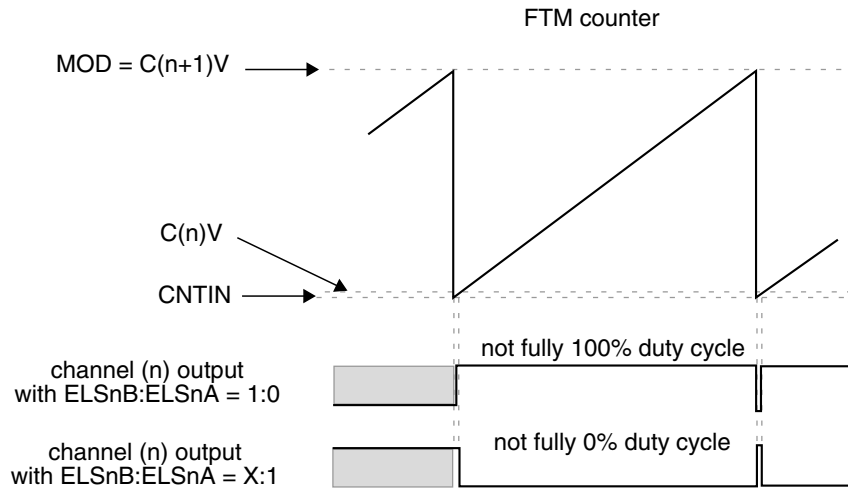 FTM counter
MOD = C(n+1)V
C(n)V
CNTIN
not fully 100% duty cycle
channel (n) output
with ELSnB:ELSnA = 1:0
not fully 0% duty cycle
channel (n) output
with ELSnB:ELSnA = X:1